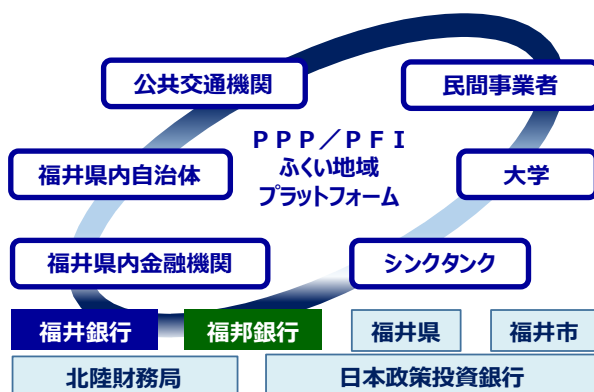 公共交通機関
民間事業者
ＰＰＰ／ＰＦＩ
ふくい地域
プラットフォーム
福井県内自治体
大学
福井県内金融機関
シンクタンク
福井銀行
福邦銀行
福井県
福井市
北陸財務局
日本政策投資銀行